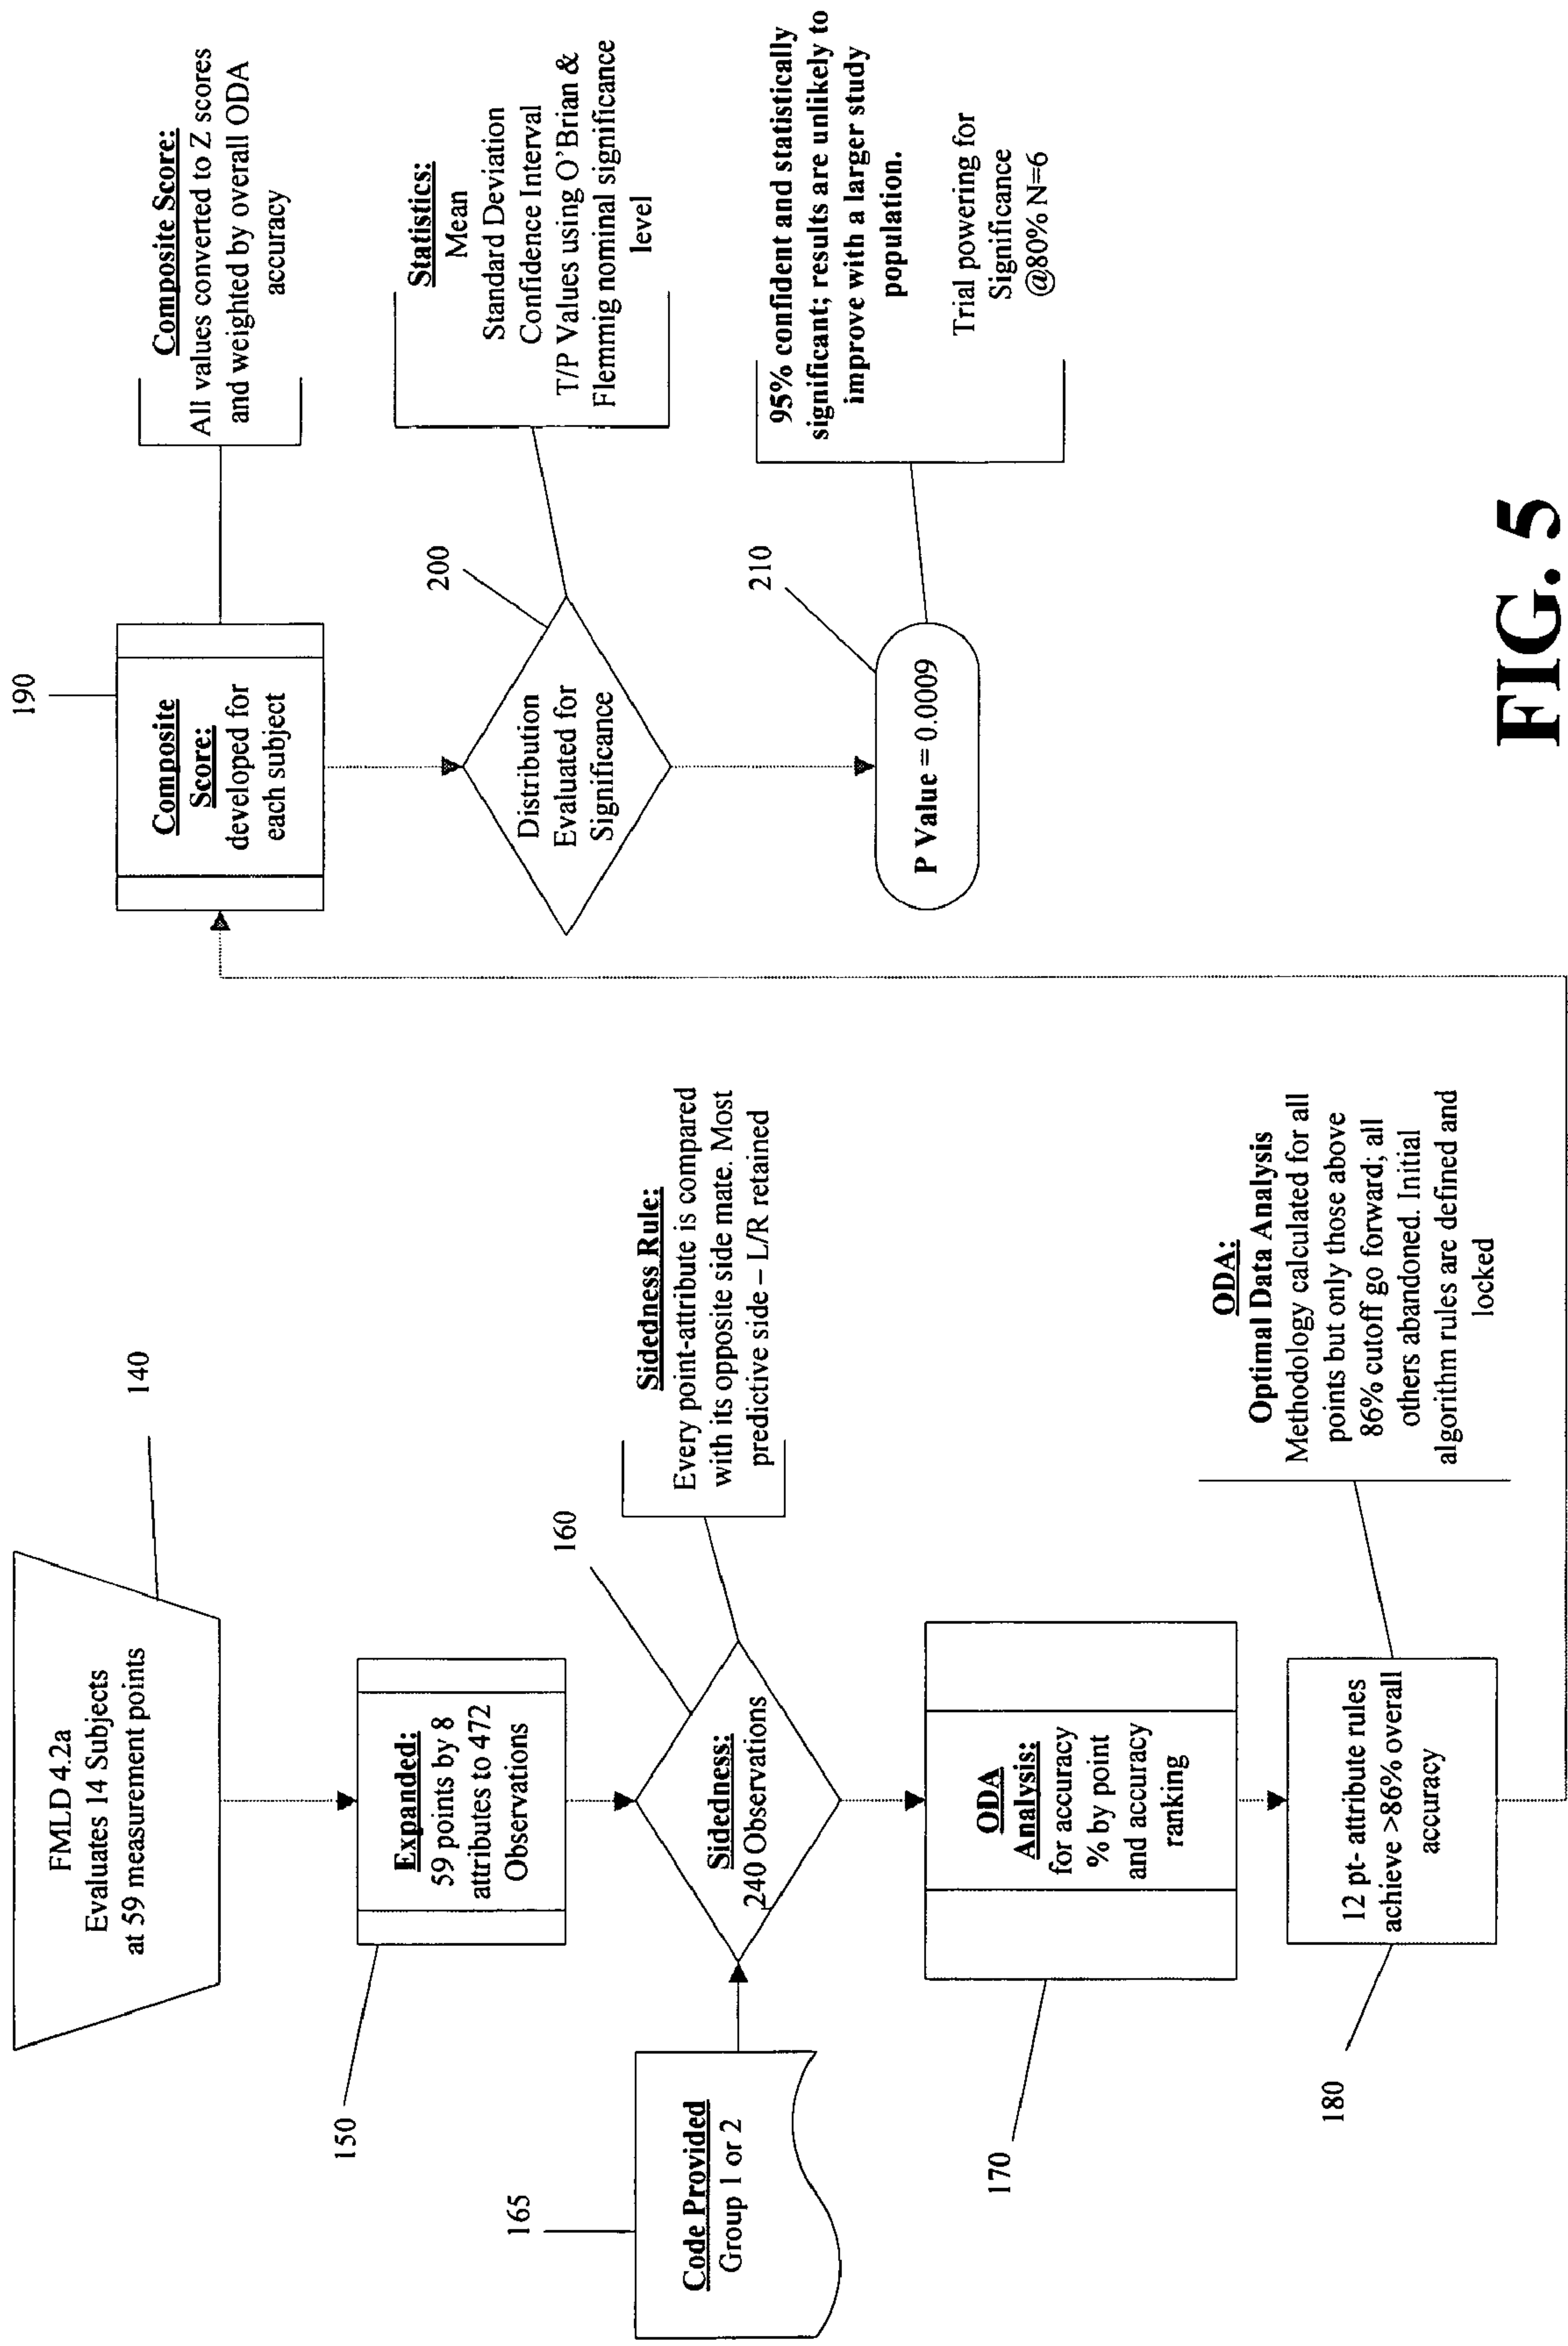 FMLD 4.2a
Evaluates 14 Subjects
at 59 measurement points
140
Expanded:
59 points by 8
attributes to 472
Observations
150
Sidedness:
240 Observations
160
Sidedness Rule:
Every point-attribute is compared
with its opposite side mate. Most
predictive side – L/R retained
Code Provided
Group 1 or 2
165
ODA
Analysis:
for accuracy
% by point
and accuracy
ranking
170
12 pt- attribute rules
achieve >86% overall
accuracy
180
ODA:
Optimal Data Analysis
Methodology calculated for all
points but only those above
86% cutoff go forward; all
others abandoned. Initial
algorithm rules are defined and
locked
190
Composite
Score:
developed for
each subject
Composite Score:
All values converted to Z scores
and weighted by overall ODA
accuracy
200
Distribution
Evaluated for
Significance
Statistics:
Mean
Standard Deviation
Confidence Interval
T/P Values using O'Brian &
Flemmig nominal significance
level
210
P Value = 0.0009
95% confident and statistically
significant; results are unlikely to
improve with a larger study
population.
Trial powering for
Significance
@80% N=6
FIG. 5